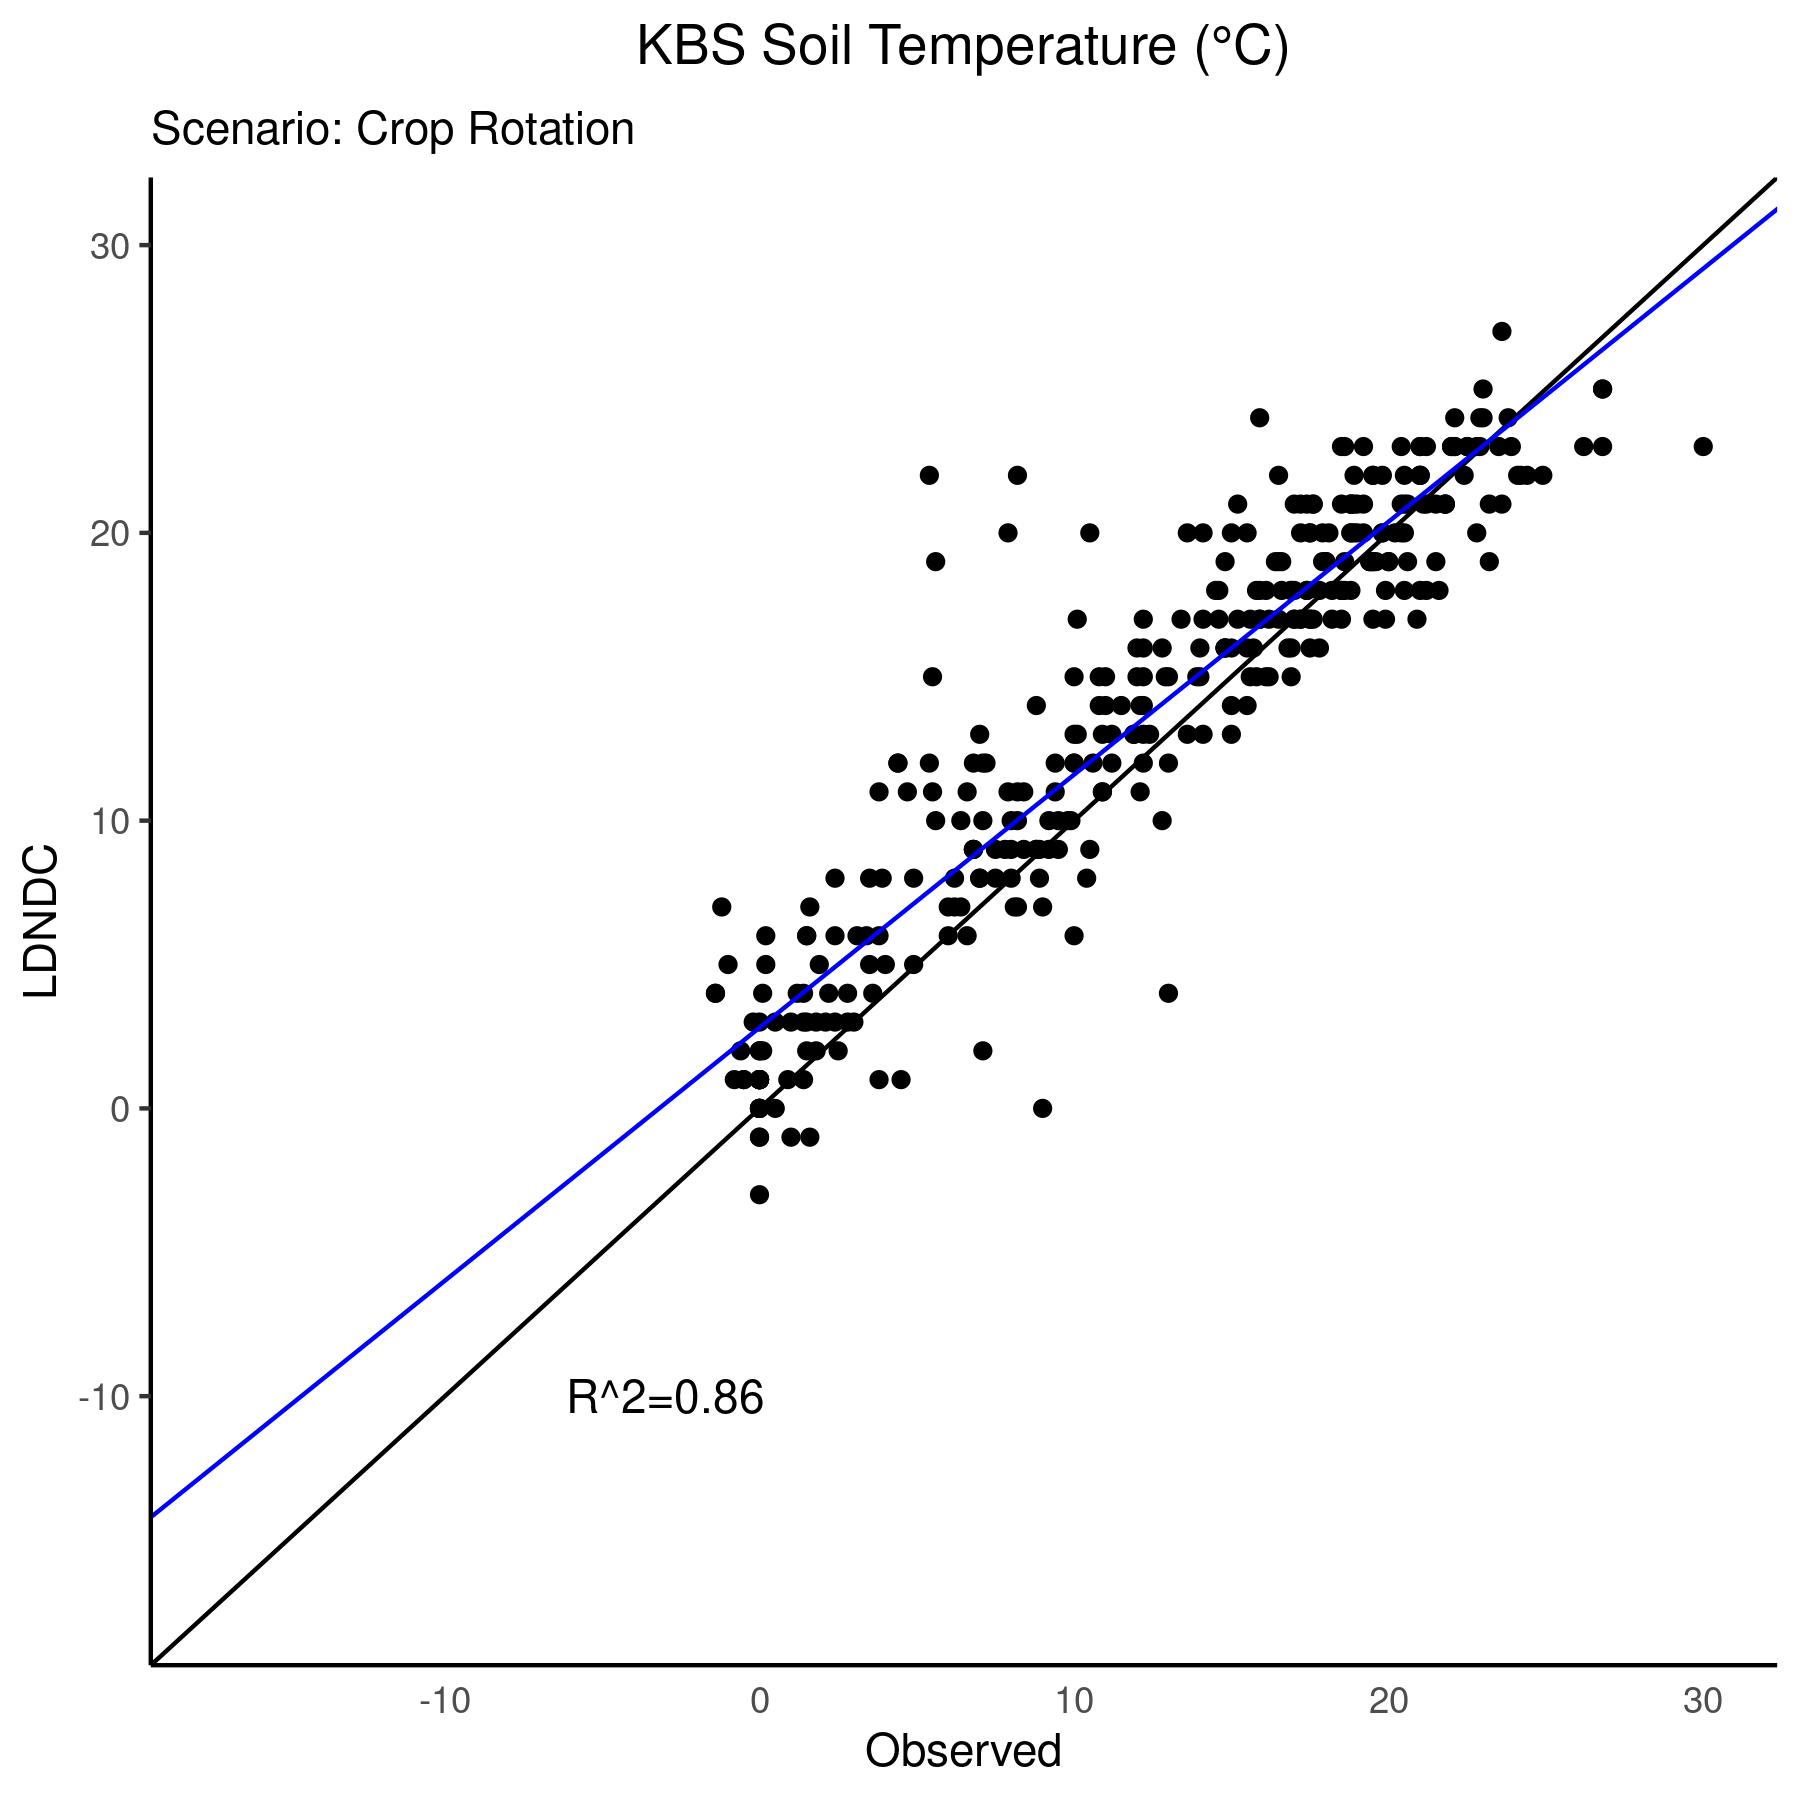 KBS Soil Temperature (°C)
Scenario: Crop Rotation
30
20
10
0
-10
LDNDC
R^2=0.86
-10 0 10 20 30
Observed